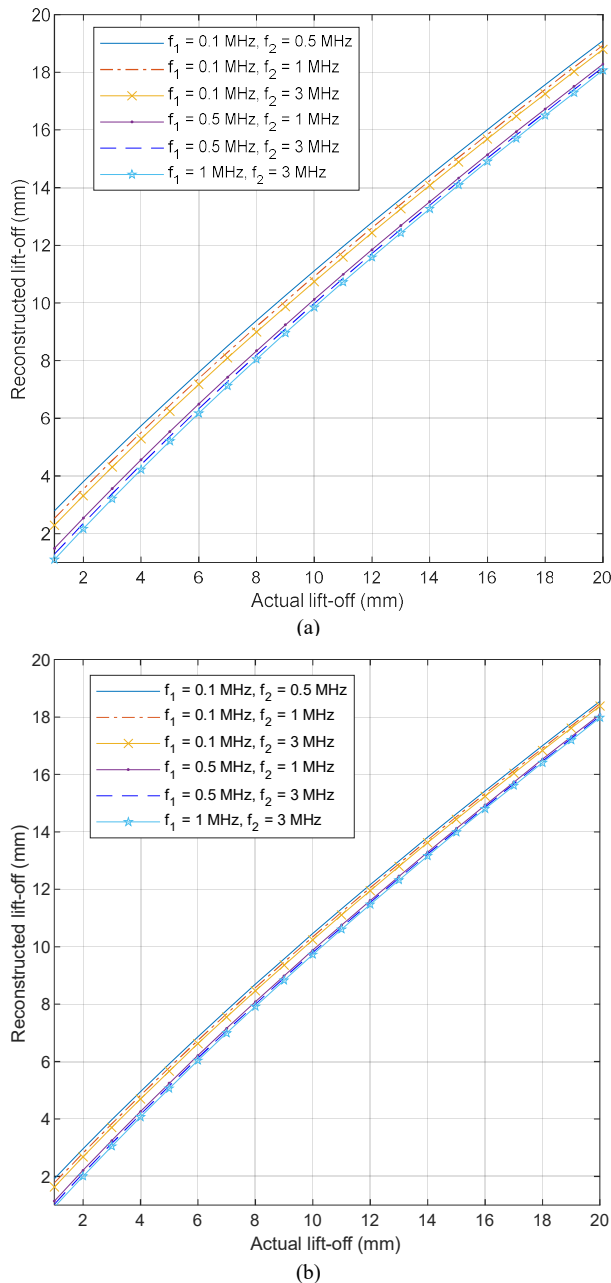 20
18
16
14
12
10
8
6
4
2
Reconstructed lift-off (mm)
f1 = 0.1 MHz, f2 = 0.5 MHz
f1 = 0.1 MHz, f2 = 1 MHz
f1 = 0.1 MHz, f2 = 3 MHz
f1 = 0.5 MHz, f2 = 1 MHz
f1 = 0.5 MHz, f2 = 3 MHz
f1 = 1 MHz, f2 = 3 MHz
2 4 6 8 10 12 14 16 18 20
Actual lift-off (mm)
(a)
20
18
16
14
12
10
8
6
4
2
Reconstructed lift-off (mm)
f1 = 0.1 MHz, f2 = 0.5 MHz
f1 = 0.1 MHz, f2 = 1 MHz
f1 = 0.1 MHz, f2 = 3 MHz
f1 = 0.5 MHz, f2 = 1 MHz
f1 = 0.5 MHz, f2 = 3 MHz
f1 = 1 MHz, f2 = 3 MHz
2 4 6 8 10 12 14 16 18 20
Actual lift-off (mm)
(b)